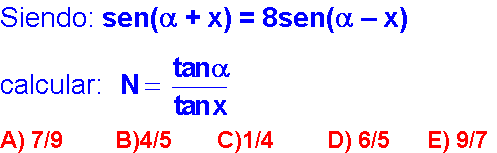 Siendo: sen(α + x) = 8sen(α – x)
calcular: N = tanα / tanx
A) 7/9 B)4/5 C)1/4 D) 6/5 E) 9/7